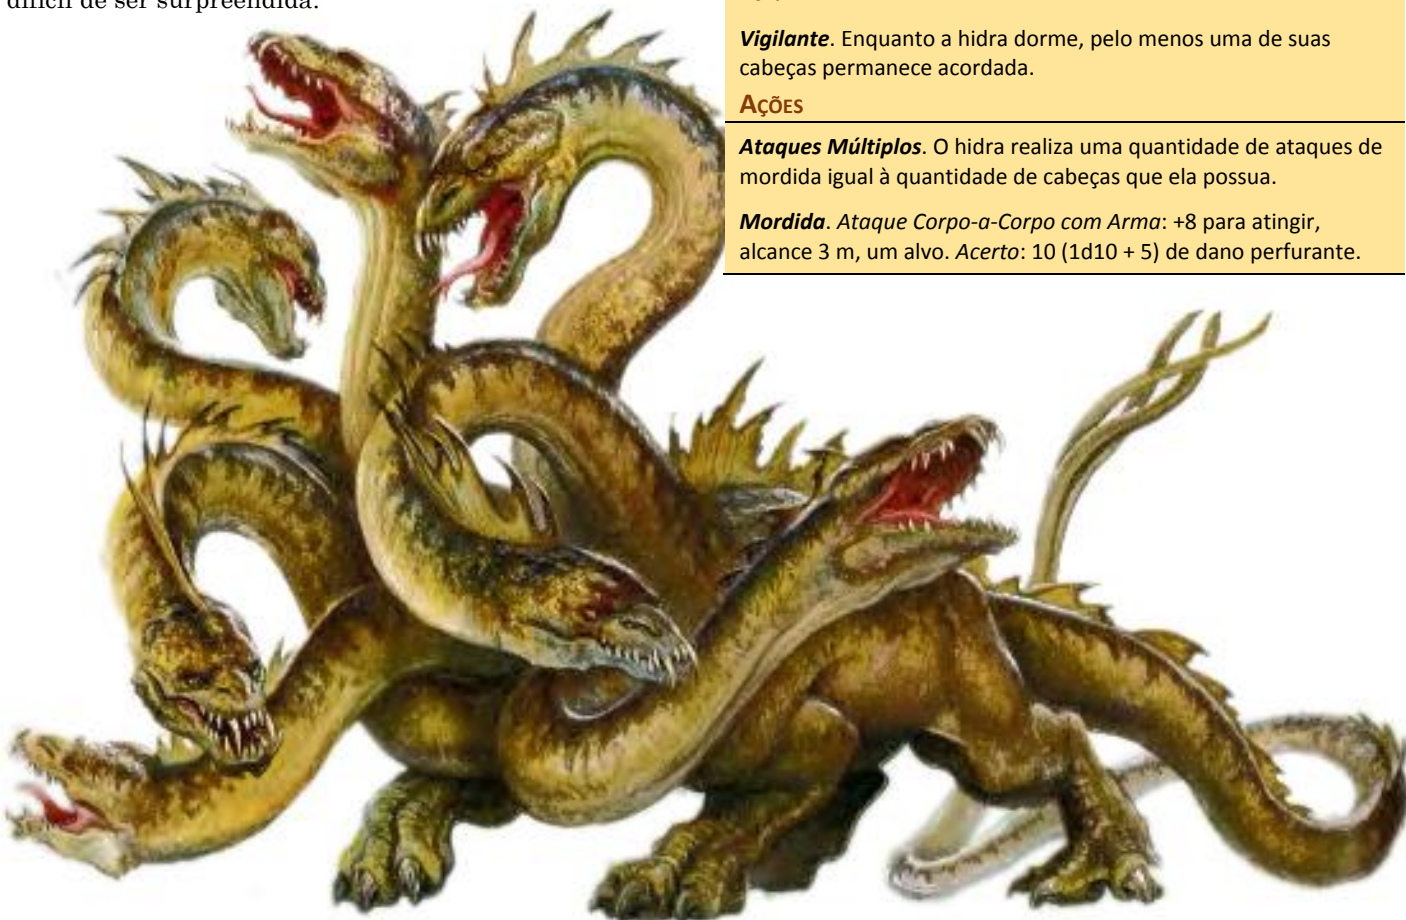 difícil de ser surpreendida.
Vigilante. Enquanto a hidra dorme, pelo menos uma de suas
cabeças permanece acordada.
AÇÕES
Ataques Múltiplos. O hidra realiza uma quantidade de ataques de
mordida igual à quantidade de cabeças que ela possua.
Mordida. Ataque Corpo-a-Corpo com Arma: +8 para atingir,
alcance 3 m, um alvo. Acerto: 10 (1d10 + 5) de dano perfurante.